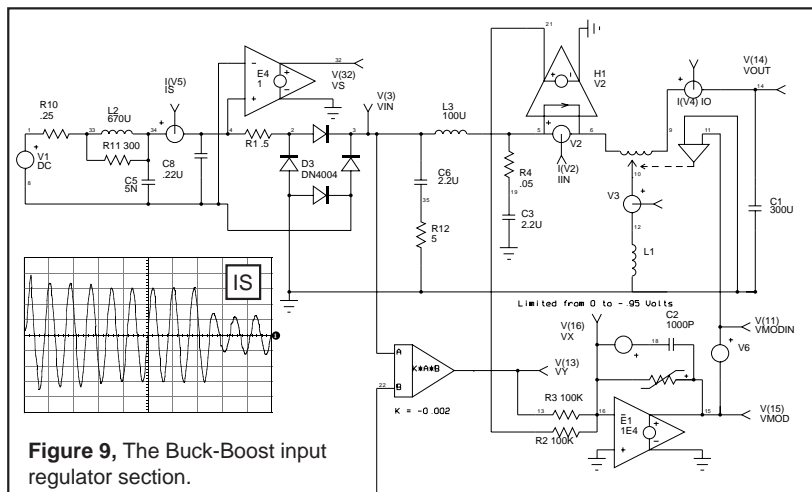 21
I(V5)
IS
32
V(32)
VS
E4
1
V(3)
VIN
H1
V2
V(14)
VOUT
I(V4) IO
14
R10
.25
L2
670U
1
33
34
4
2
3
L3
100U
5
6
9
11
R11 300
C8
.22U
R1 .5
V2
I(V2)
IIN
V1
DC
8
C5
5N
D3
DN4004
C6
2.2U
R4
.05
19
10
V3
35
C3
2.2U
12
C1
300U
R12
5
L1
IS
Limited from 0 to -.95 Volts
V(16)
VX
C2
1000P
V(11)
VMODIN
18
V6
A
K*A*B
B
22
K = -0.002
V(13)
VY
13
R3 100K
R2 100K
16
E1
1E4
15
V(15)
VMOD
Figure 9, The Buck-Boost input
regulator section.